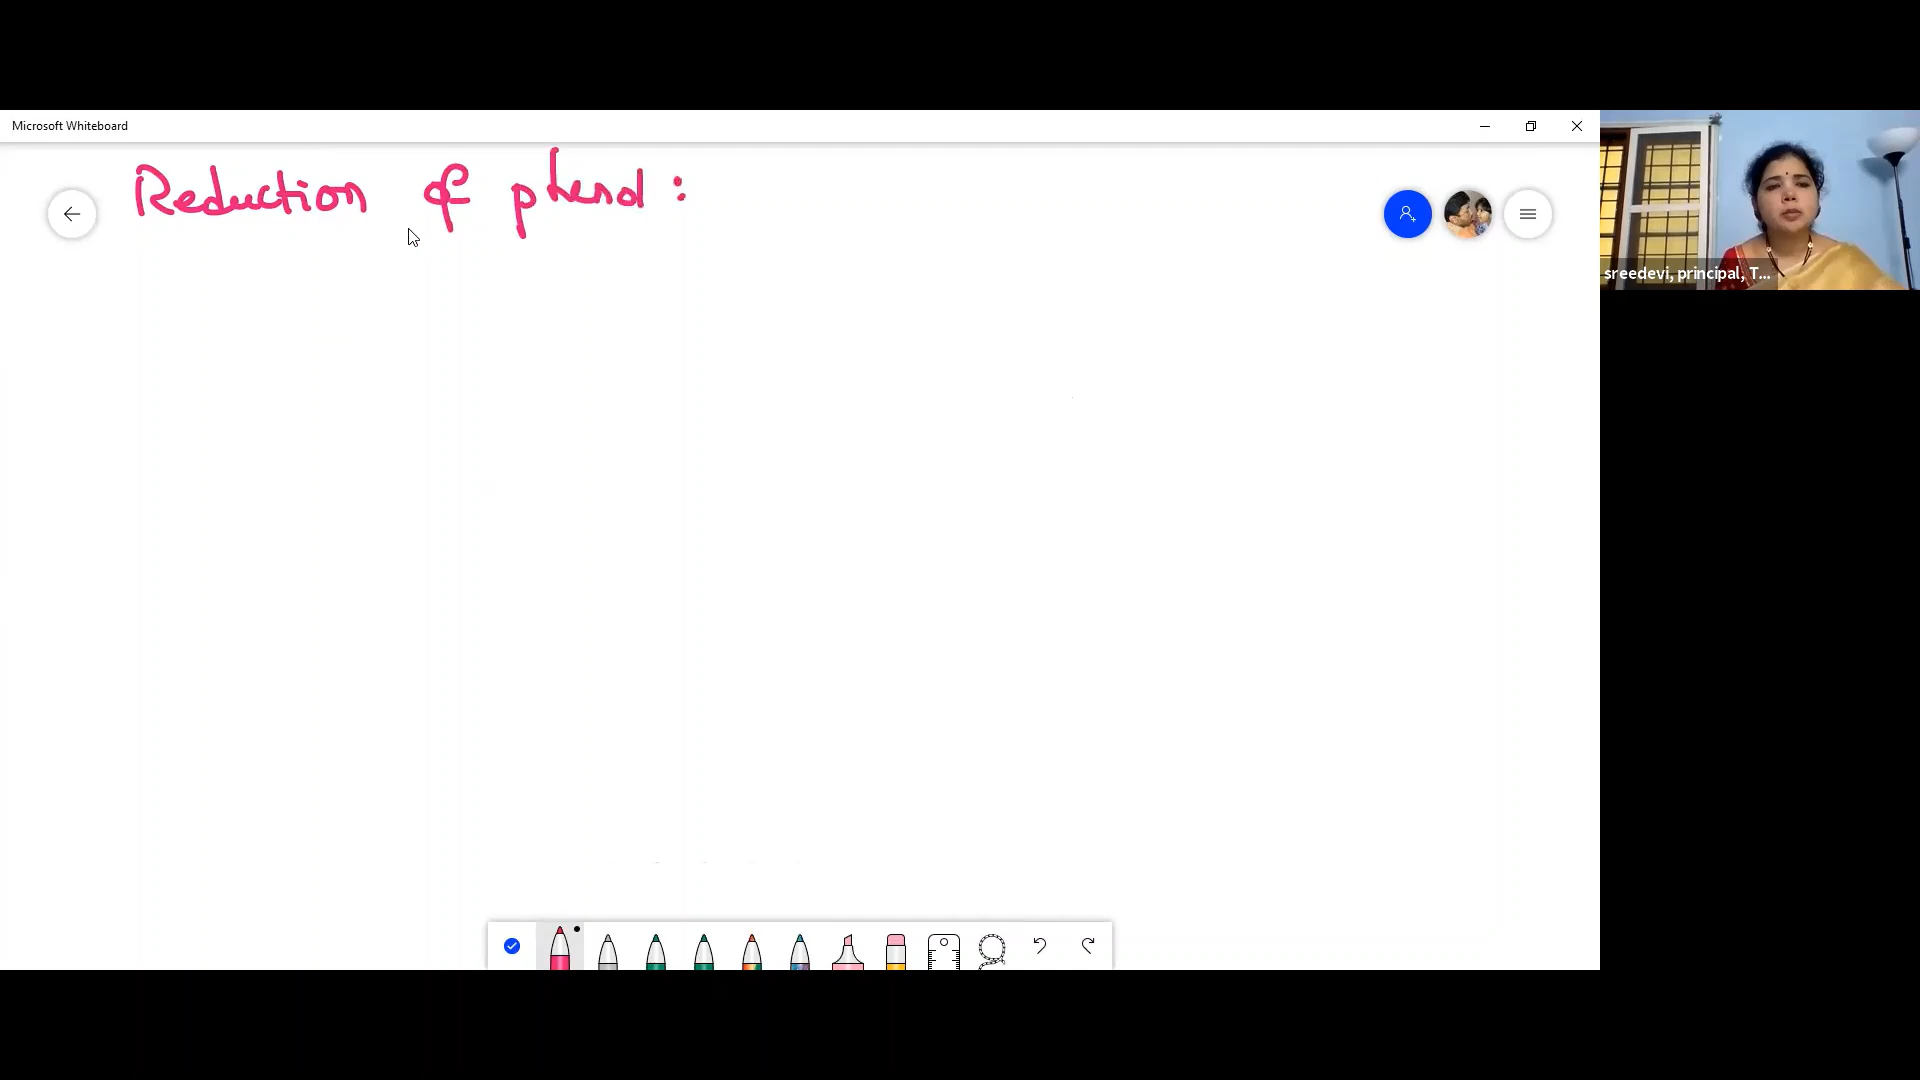 Microsoft Whiteboard
Reduction of phenol :
sreedevi, principal, T...